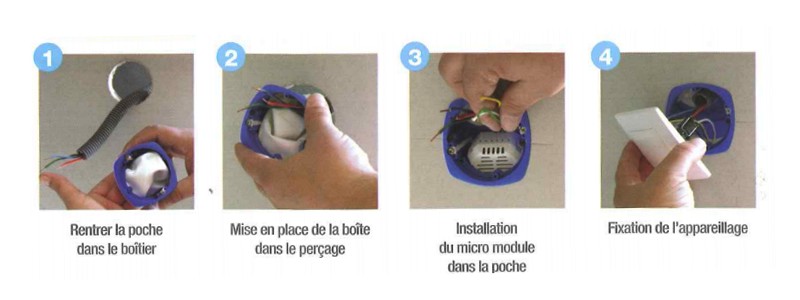 1
2
3
4
Rentrer la poche
dans le boîtier
Mise en place de la boîte
dans le perçage
Installation
du micro module
dans la poche
Fixation de l'appareillage